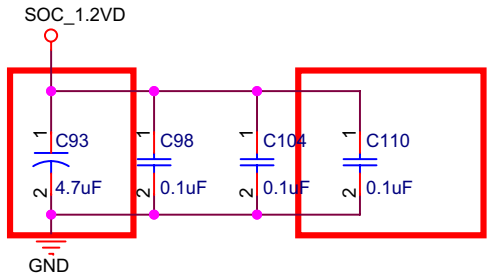 SOC_1.2VD
1 1 1 1
C93 C98 C104 C110
2 2 2 2
4.7uF 0.1uF 0.1uF 0.1uF
GND